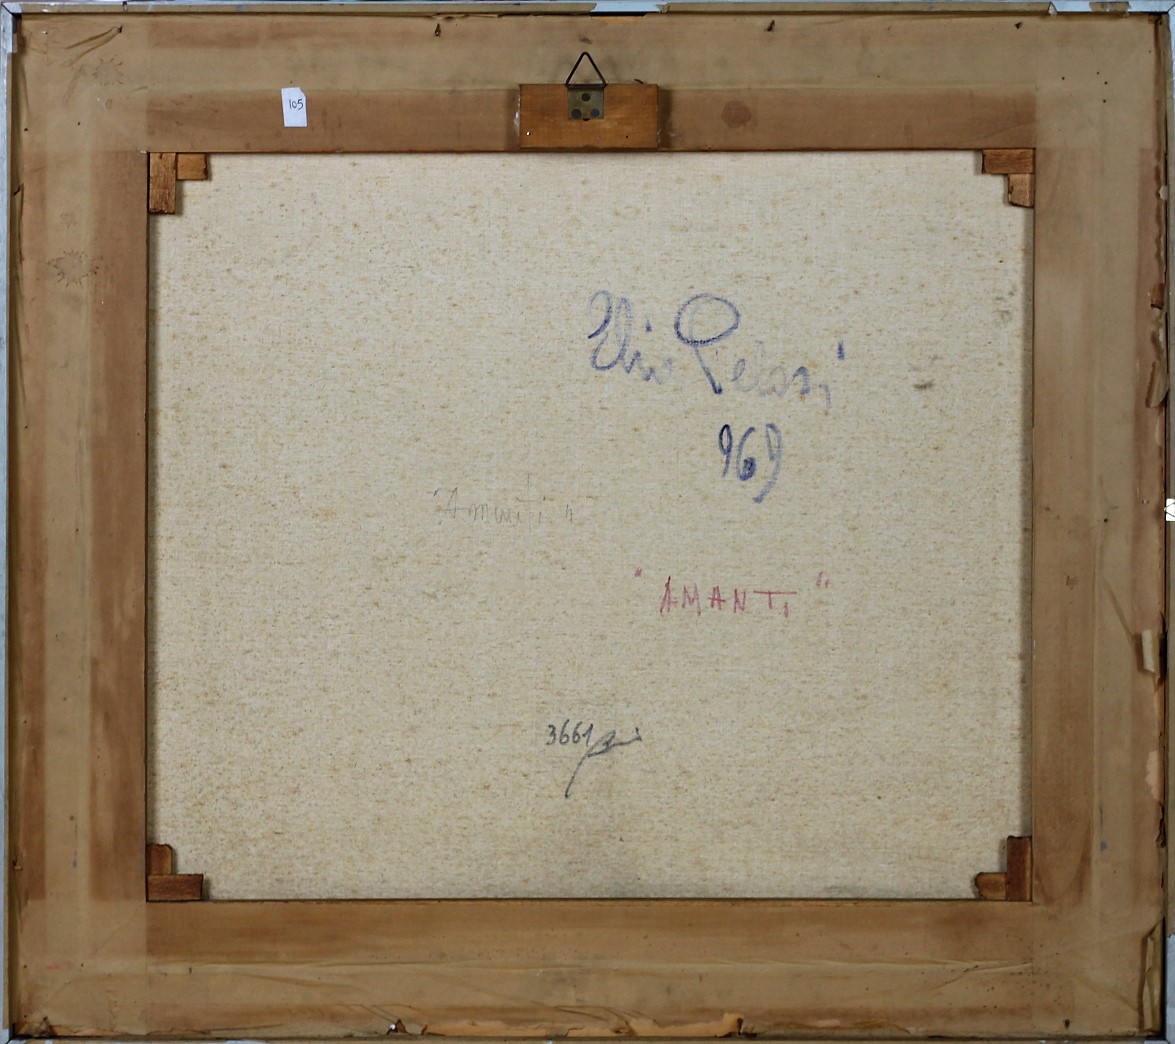 105
Elio Pelosi
969
"Amanti"
"AMANTi"
3661